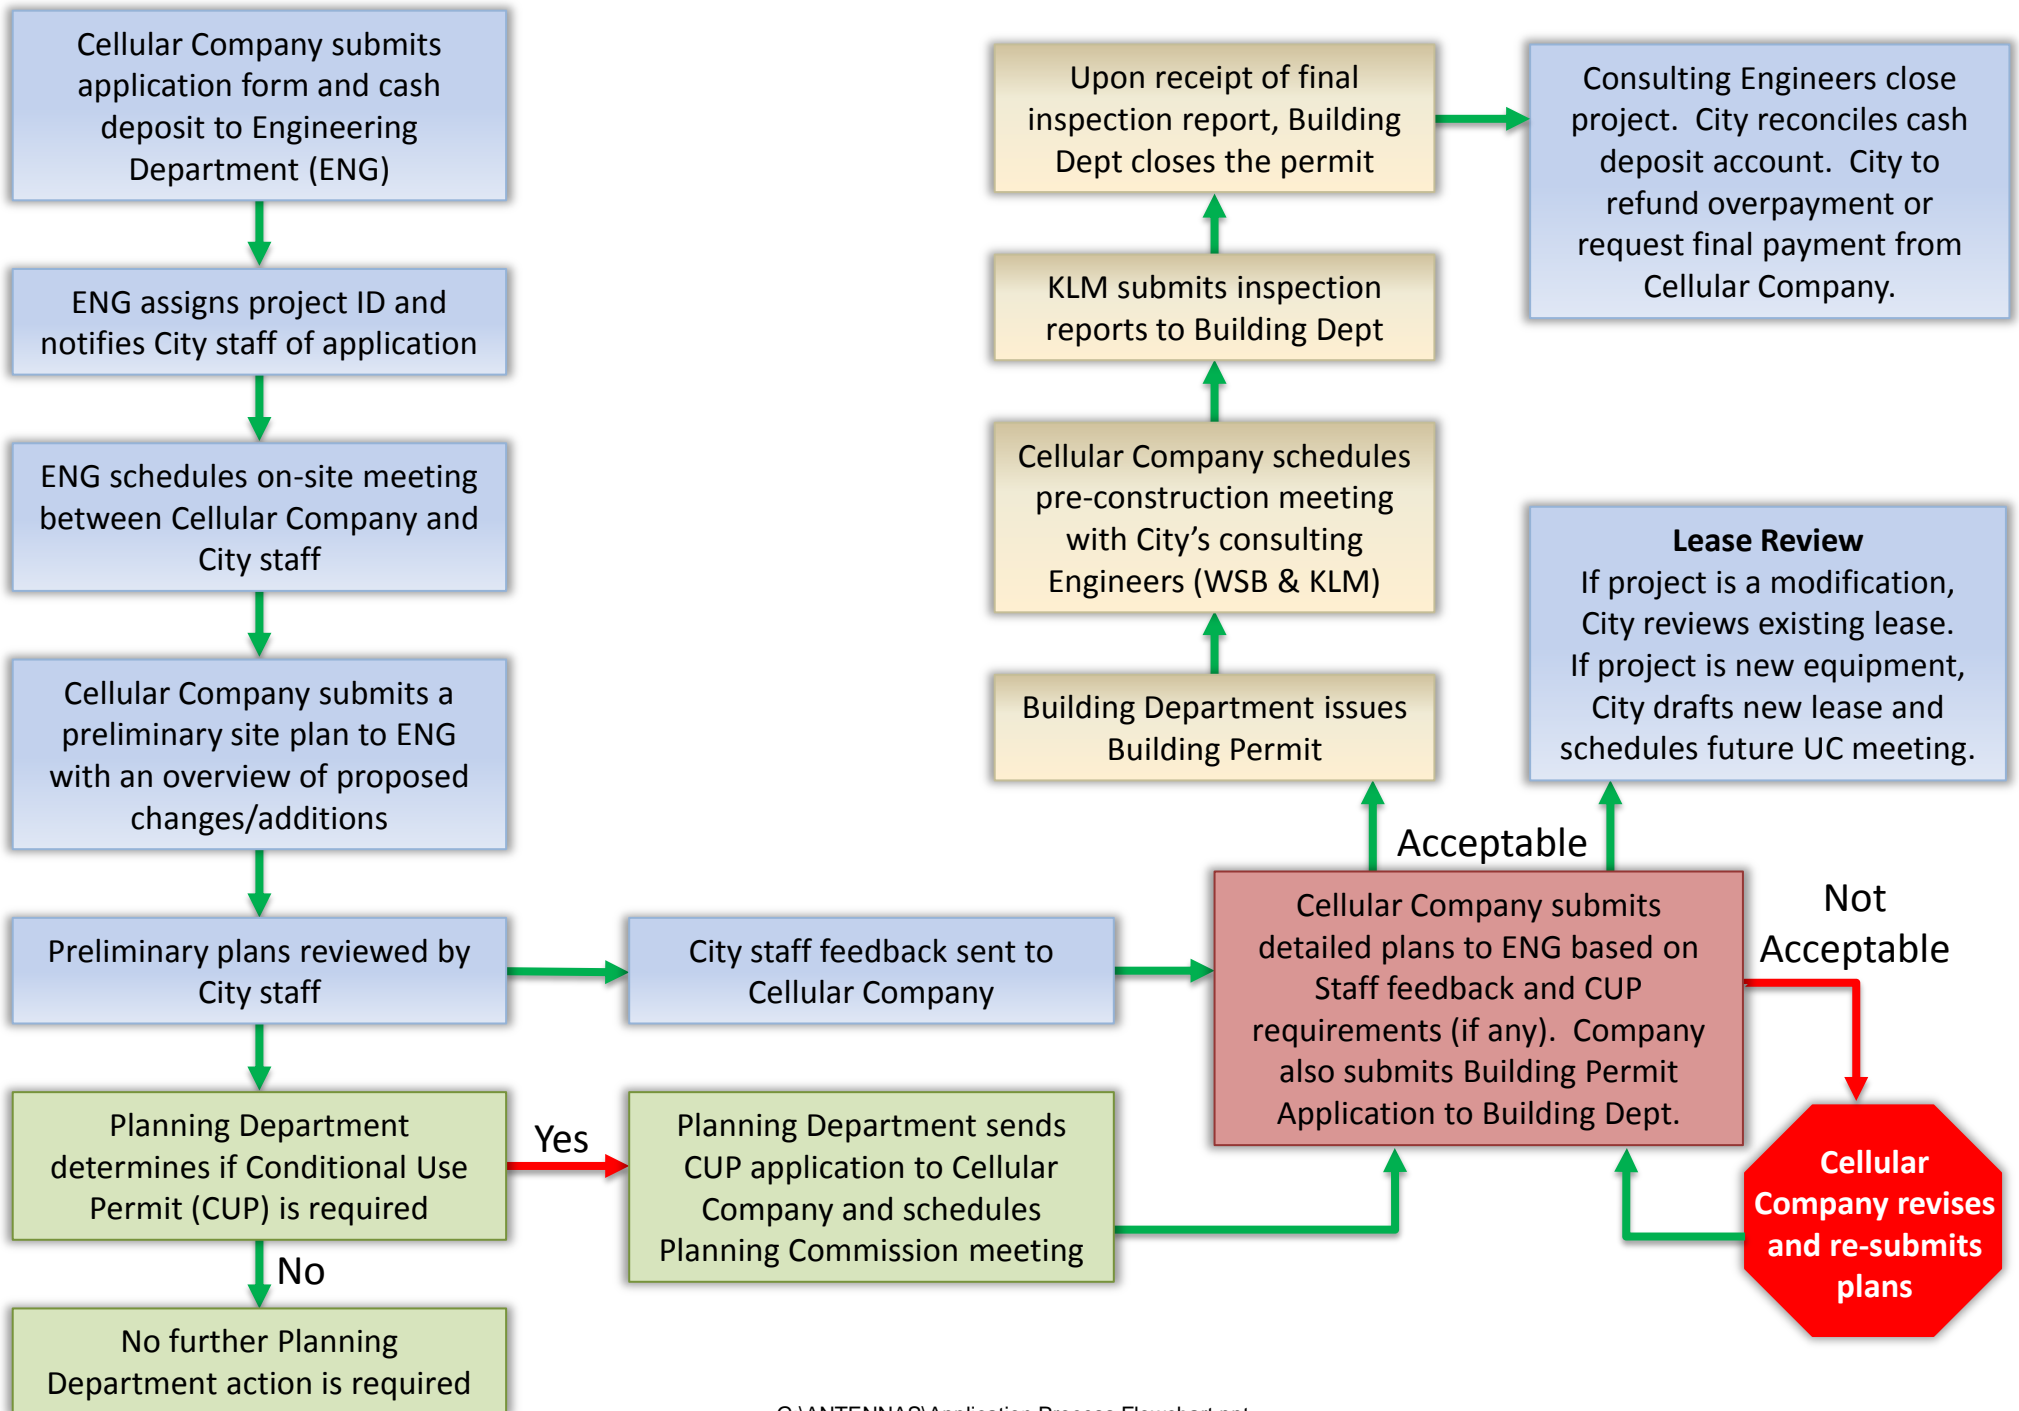 Cellular Company submits
application form and cash
deposit to Engineering
Department (ENG)
ENG assigns project ID and
notifies City staff of application
ENG schedules on-site meeting
between Cellular Company and
City staff
Cellular Company submits a
preliminary site plan to ENG
with an overview of proposed
changes/additions
Preliminary plans reviewed by
City staff
City staff feedback sent to
Cellular Company
Planning Department
determines if Conditional Use
Permit (CUP) is required
Yes
Planning Department sends
CUP application to Cellular
Company and schedules
Planning Commission meeting
No
No further Planning
Department action is required
Cellular Company submits
detailed plans to ENG based on
Staff feedback and CUP
requirements (if any).  Company
also submits Building Permit
Application to Building Dept.
Not
Acceptable
Cellular
Company revises
and re-submits
plans
Acceptable
Lease Review
If project is a modification,
City reviews existing lease.
If project is new equipment,
City drafts new lease and
schedules future UC meeting.
Building Department issues
Building Permit
Cellular Company schedules
pre-construction meeting
with City’s consulting
Engineers (WSB & KLM)
KLM submits inspection
reports to Building Dept
Upon receipt of final
inspection report, Building
Dept closes the permit
Consulting Engineers close
project.  City reconciles cash
deposit account.  City to
refund overpayment or
request final payment from
Cellular Company.